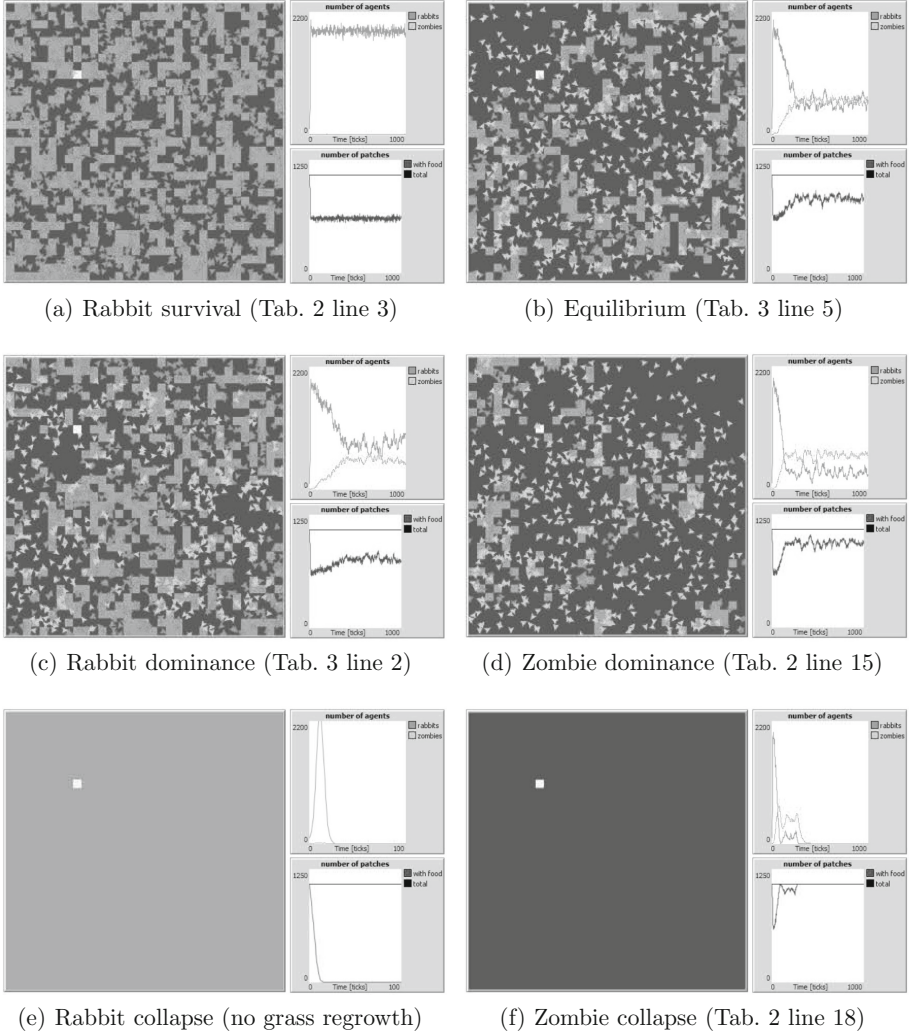 number of agents
2200
rabbits
zombies
0
0 Time [ticks] 1000
number of patches
1250
with food
total
0
0 Time [ticks] 1000
(a) Rabbit survival (Tab. 2 line 3)
number of agents
2200
rabbits
zombies
0
0 Time [ticks] 1000
number of patches
1250
with food
total
0
0 Time [ticks] 1000
(b) Equilibrium (Tab. 3 line 5)
number of agents
2200
rabbits
zombies
0
0 Time [ticks] 1000
number of patches
1250
with food
total
0
0 Time [ticks] 1000
(c) Rabbit dominance (Tab. 3 line 2)
number of agents
2200
rabbits
zombies
0
0 Time [ticks] 1000
number of patches
1250
with food
total
0
0 Time [ticks] 1000
(d) Zombie dominance (Tab. 2 line 15)
number of agents
2200
rabbits
zombies
0
0 Time [ticks] 100
number of patches
1250
with food
total
0
0 Time [ticks] 100
(e) Rabbit collapse (no grass regrowth)
number of agents
2200
rabbits
zombies
0
0 Time [ticks] 1000
number of patches
1250
with food
total
0
0 Time [ticks] 1000
(f) Zombie collapse (Tab. 2 line 18)